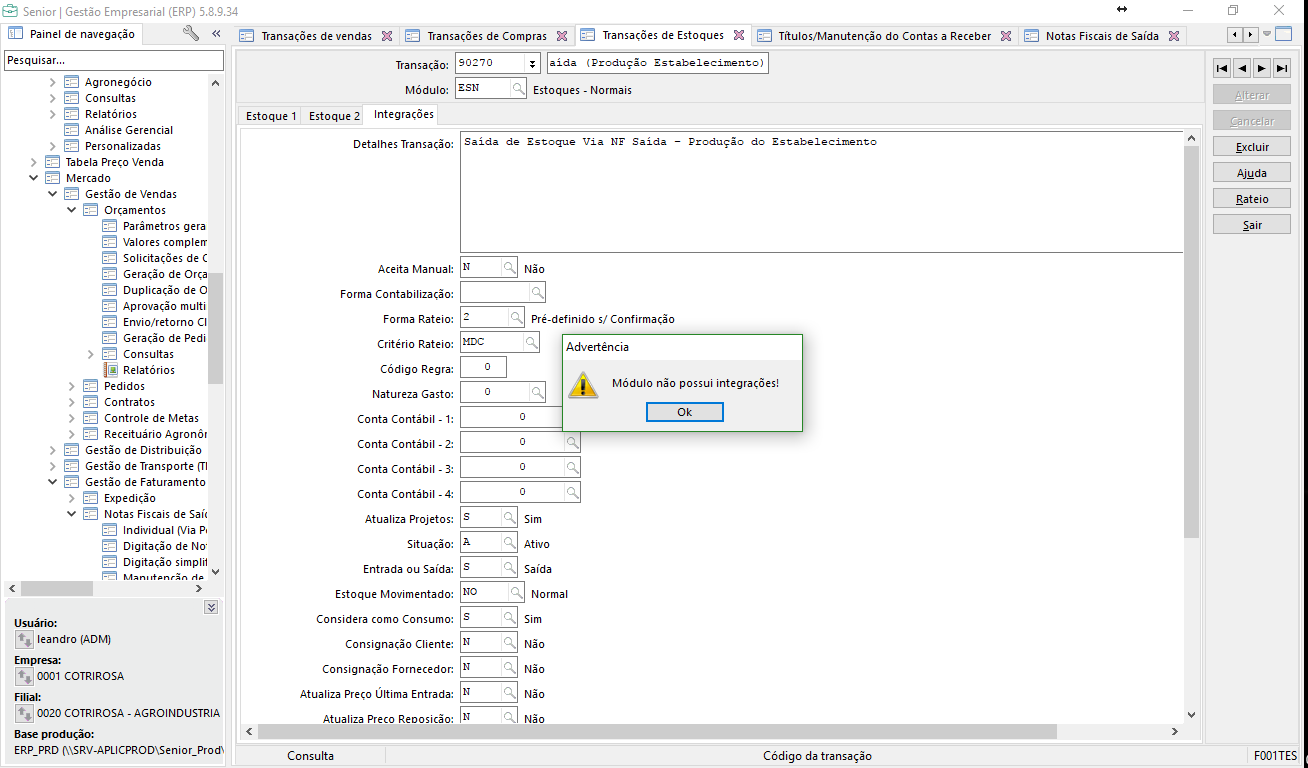 Senior | Gestão Empresarial (ERP) 5.8.9.34
Painel de navegação
Transações de vendas
Transações de Compras
Transações de Estoques
Títulos/Manutenção do Contas a Receber
Notas Fiscais de Saída
Pesquisar...
Agronegócio
Consultas
Relatórios
Análise Gerencial
Personalizadas
Tabela Preço Venda
Mercado
Gestão de Vendas
Orçamentos
Parâmetros gera
Valores complem
Solicitações de C
Geração de Orça
Duplicação de O
Aprovação multi
Envio/retorno Cl
Geração de Pedi
Consultas
Relatórios
Pedidos
Contratos
Controle de Metas
Receituário Agronôr
Gestão de Distribuição
Gestão de Transporte (TI
Gestão de Faturamento
Expedição
Notas Fiscais de Saíc
Individual (Via Pe
Digitação de No
Digitação simplif
Manutenção de
Usuário:
leandro (ADM)
Empresa:
0001 COTRIROSA
Filial:
0020 COTRIROSA - AGROINDUSTRIA
Base produção:
ERP_PRD (\\SRV-APLICPROD\Senior_Prod\
Transação: 90270 aída (Produção Estabelecimento)
Módulo: ESN Estoques - Normais
Estoque 1 Estoque 2 Integrações
Detalhes Transação: Saída de Estoque Via NF Saída - Produção do Estabelecimento
Aceita Manual: N Não
Forma Contabilização:
Forma Rateio: 2 Pré-definido s/ Confirmação
Critério Rateio: MDC
Código Regra: 0
Natureza Gasto: 0
Conta Contábil - 1: 0
Conta Contábil - 2: 0
Conta Contábil - 3: 0
Conta Contábil - 4: 0
Atualiza Projetos: S Sim
Situação: A Ativo
Entrada ou Saída: S Saída
Estoque Movimentado: NO Normal
Considera como Consumo: S Sim
Consignação Cliente: N Não
Consignação Fornecedor: N Não
Atualiza Preço Última Entrada: N Não
Atualiza Preço Reposição: N Não
Advertência
Módulo não possui integrações!
Ok
Alterar
Cancelar
Excluir
Ajuda
Rateio
Sair
Consulta
Código da transação
F001TES